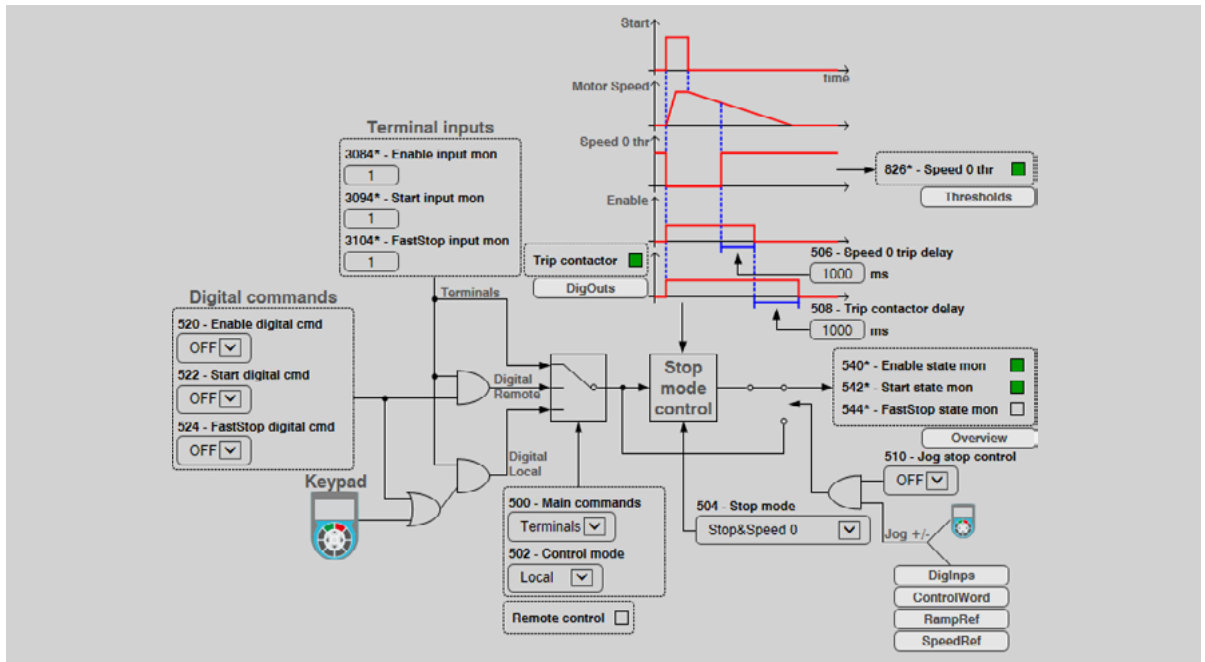 Start
time
Motor Speed
Speed 0 thr
826* - Speed 0 thr
Thresholds
Enable
506 - Speed 0 trip delay
1000 ms
Trip contactor
DigOuts
508 - Trip contactor delay
1000 ms
Terminal inputs
3084* - Enable input mon
1
3094* - Start input mon
1
3104* - FastStop input mon
1
Terminals
Digital commands
520 - Enable digital cmd
OFF
522 - Start digital cmd
OFF
524 - FastStop digital cmd
OFF
Digital
Remote
Digital
Local
Keypad
Stop
mode
control
540* - Enable state mon
542* - Start state mon
544* - FastStop state mon
Overview
510 - Jog stop control
OFF
500 - Main commands
Terminals
502 - Control mode
Local
Remote control
504 - Stop mode
Stop&Speed 0
Jog +/-
DigInps
ControlWord
RampRef
SpeedRef